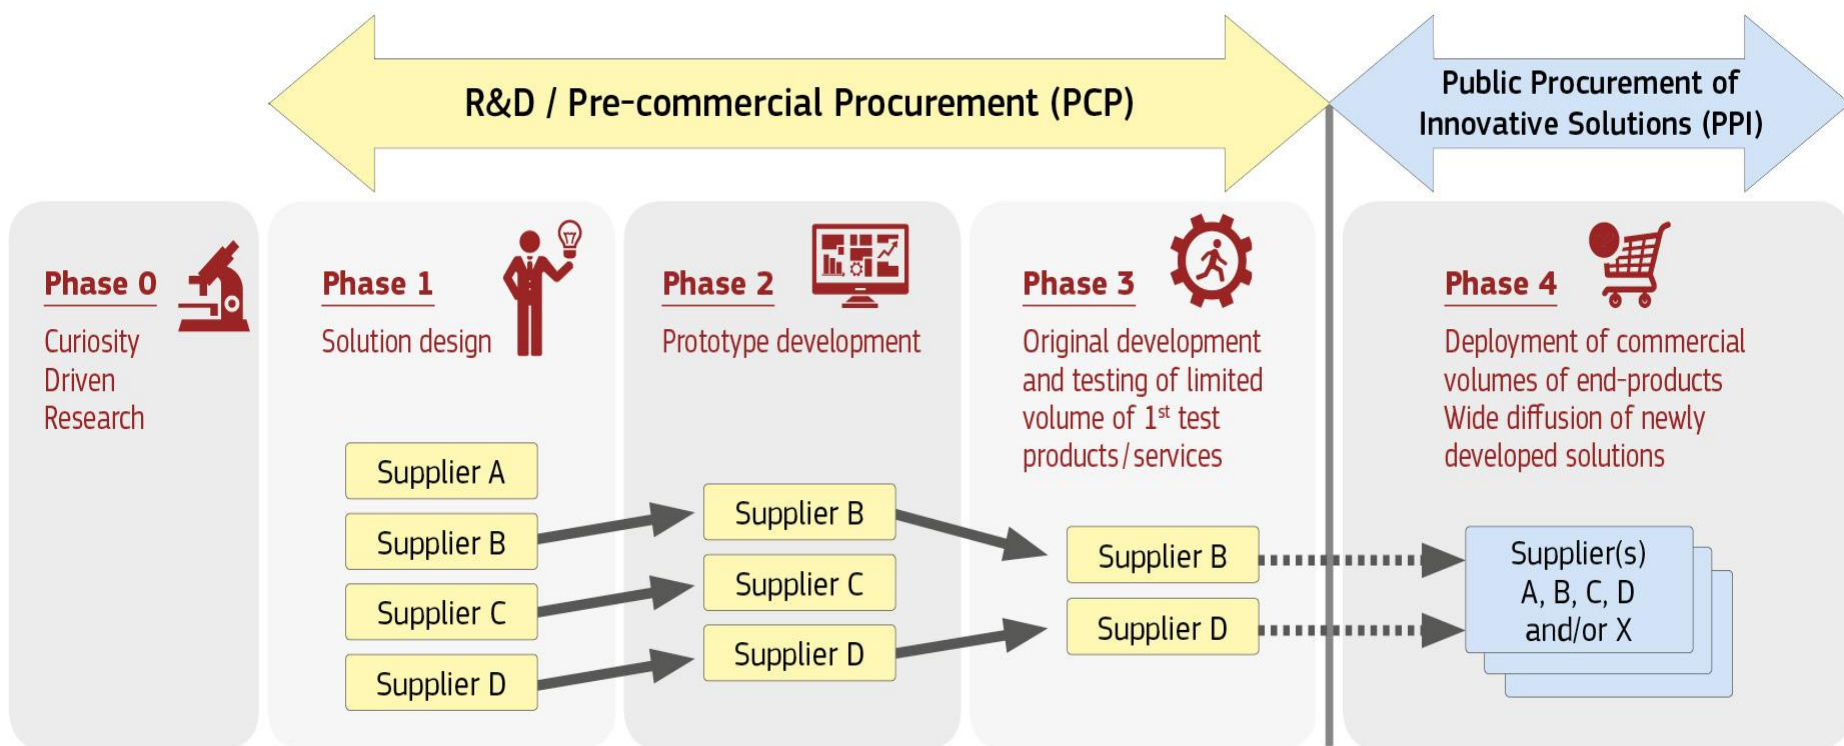 R&D / Pre-commercial Procurement (PCP)
Public Procurement of
Innovative Solutions (PPI)
Phase 0
Curiosity
Driven
Research
Phase 1
Solution design
Supplier A
Supplier B
Supplier C
Supplier D
Phase 2
Prototype development
Supplier B
Supplier C
Supplier D
Phase 3
Original development
and testing of limited
volume of 1st test
products/services
Supplier B
Supplier D
Phase 4
Deployment of commercial
volumes of end-products
Wide diffusion of newly
developed solutions
Supplier(s)
A, B, C, D
and/or X